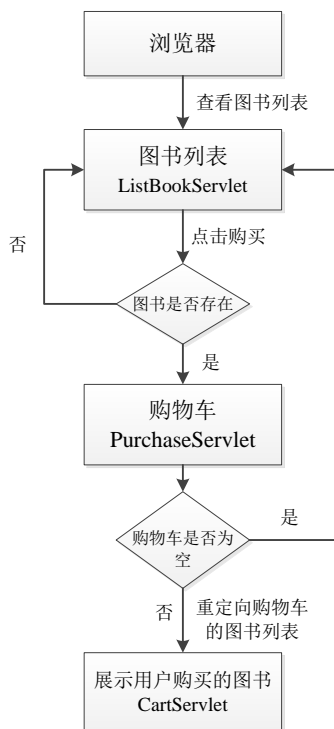 浏览器
查看图书列表
图书列表
ListBookServlet
点击购买
否
图书是否存在
是
购物车
PurchaseServlet
购物车是否为
空
是
否
重定向购物车
的图书列表
展示用户购买的图书
CartServlet